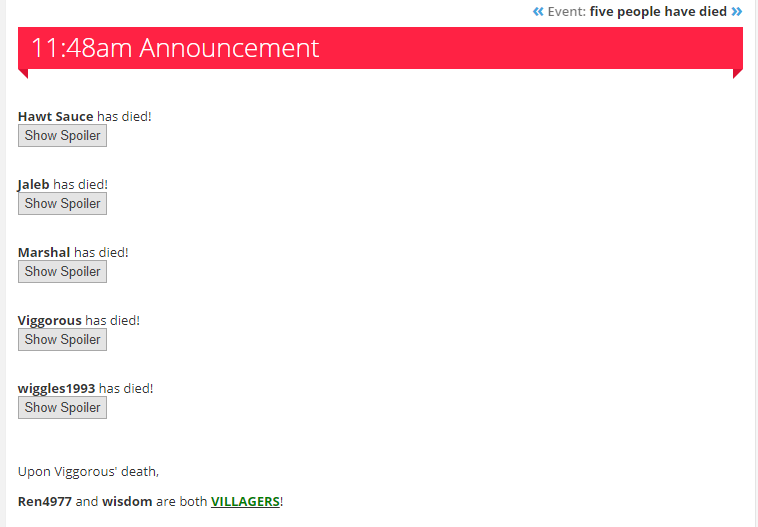 « Event: five people have died »
11:48am Announcement
Hawt Sauce has died!
Show Spoiler
Jaleb has died!
Show Spoiler
Marshal has died!
Show Spoiler
Viggorous has died!
Show Spoiler
wiggles1993 has died!
Show Spoiler
Upon Viggorous' death,
Ren4977 and wisdom are both VILLAGERS!